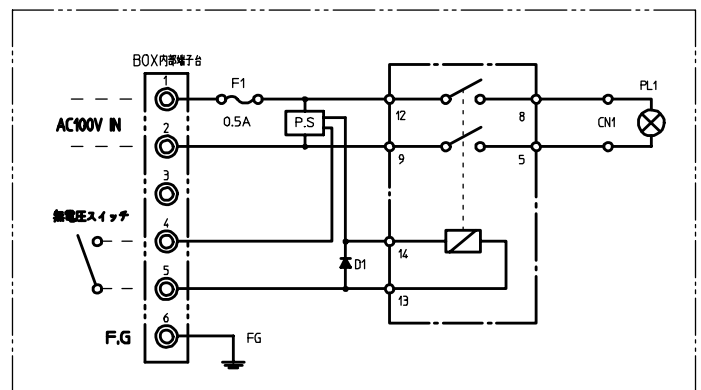 BOX内部端子台
1
F1
PL1
AC100V IN
0.5A
P.S
12
8
CN1
2
9
5
3
無電圧スイッチ
4
14
D1
5
13
6
F.G
FG